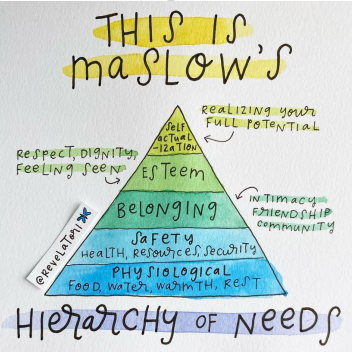 THIS IS
MASLOW'S
REALIZING YOUR
FULL POTENTIAL
SELF
ACTUAL
-IZATION
RESPECT, DIGNITY,
FEELING SEEN
ESTEEM
INTIMACY
FRIENDSHIP
COMMUNITY
BELONGING
@REVELATORI
SAFETY
HEALTH, RESOURCES, SECURITY
PHYSIOLOGICAL
FOOD, WATER, WARMTH, REST
HIERARCHY OF NEEDS